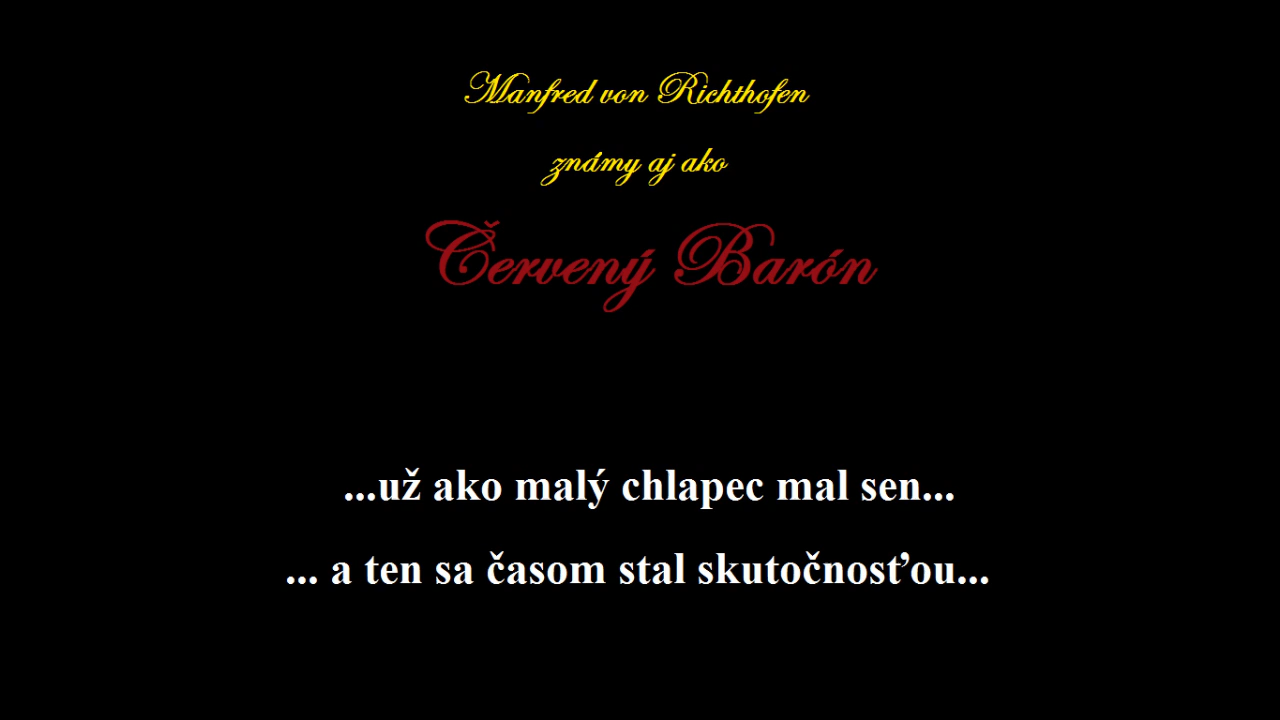 Manfred von Richthofen
známy aj ako
Červený Barón
...už ako malý chlapec mal sen...
... a ten sa časom stal skutočnosťou...